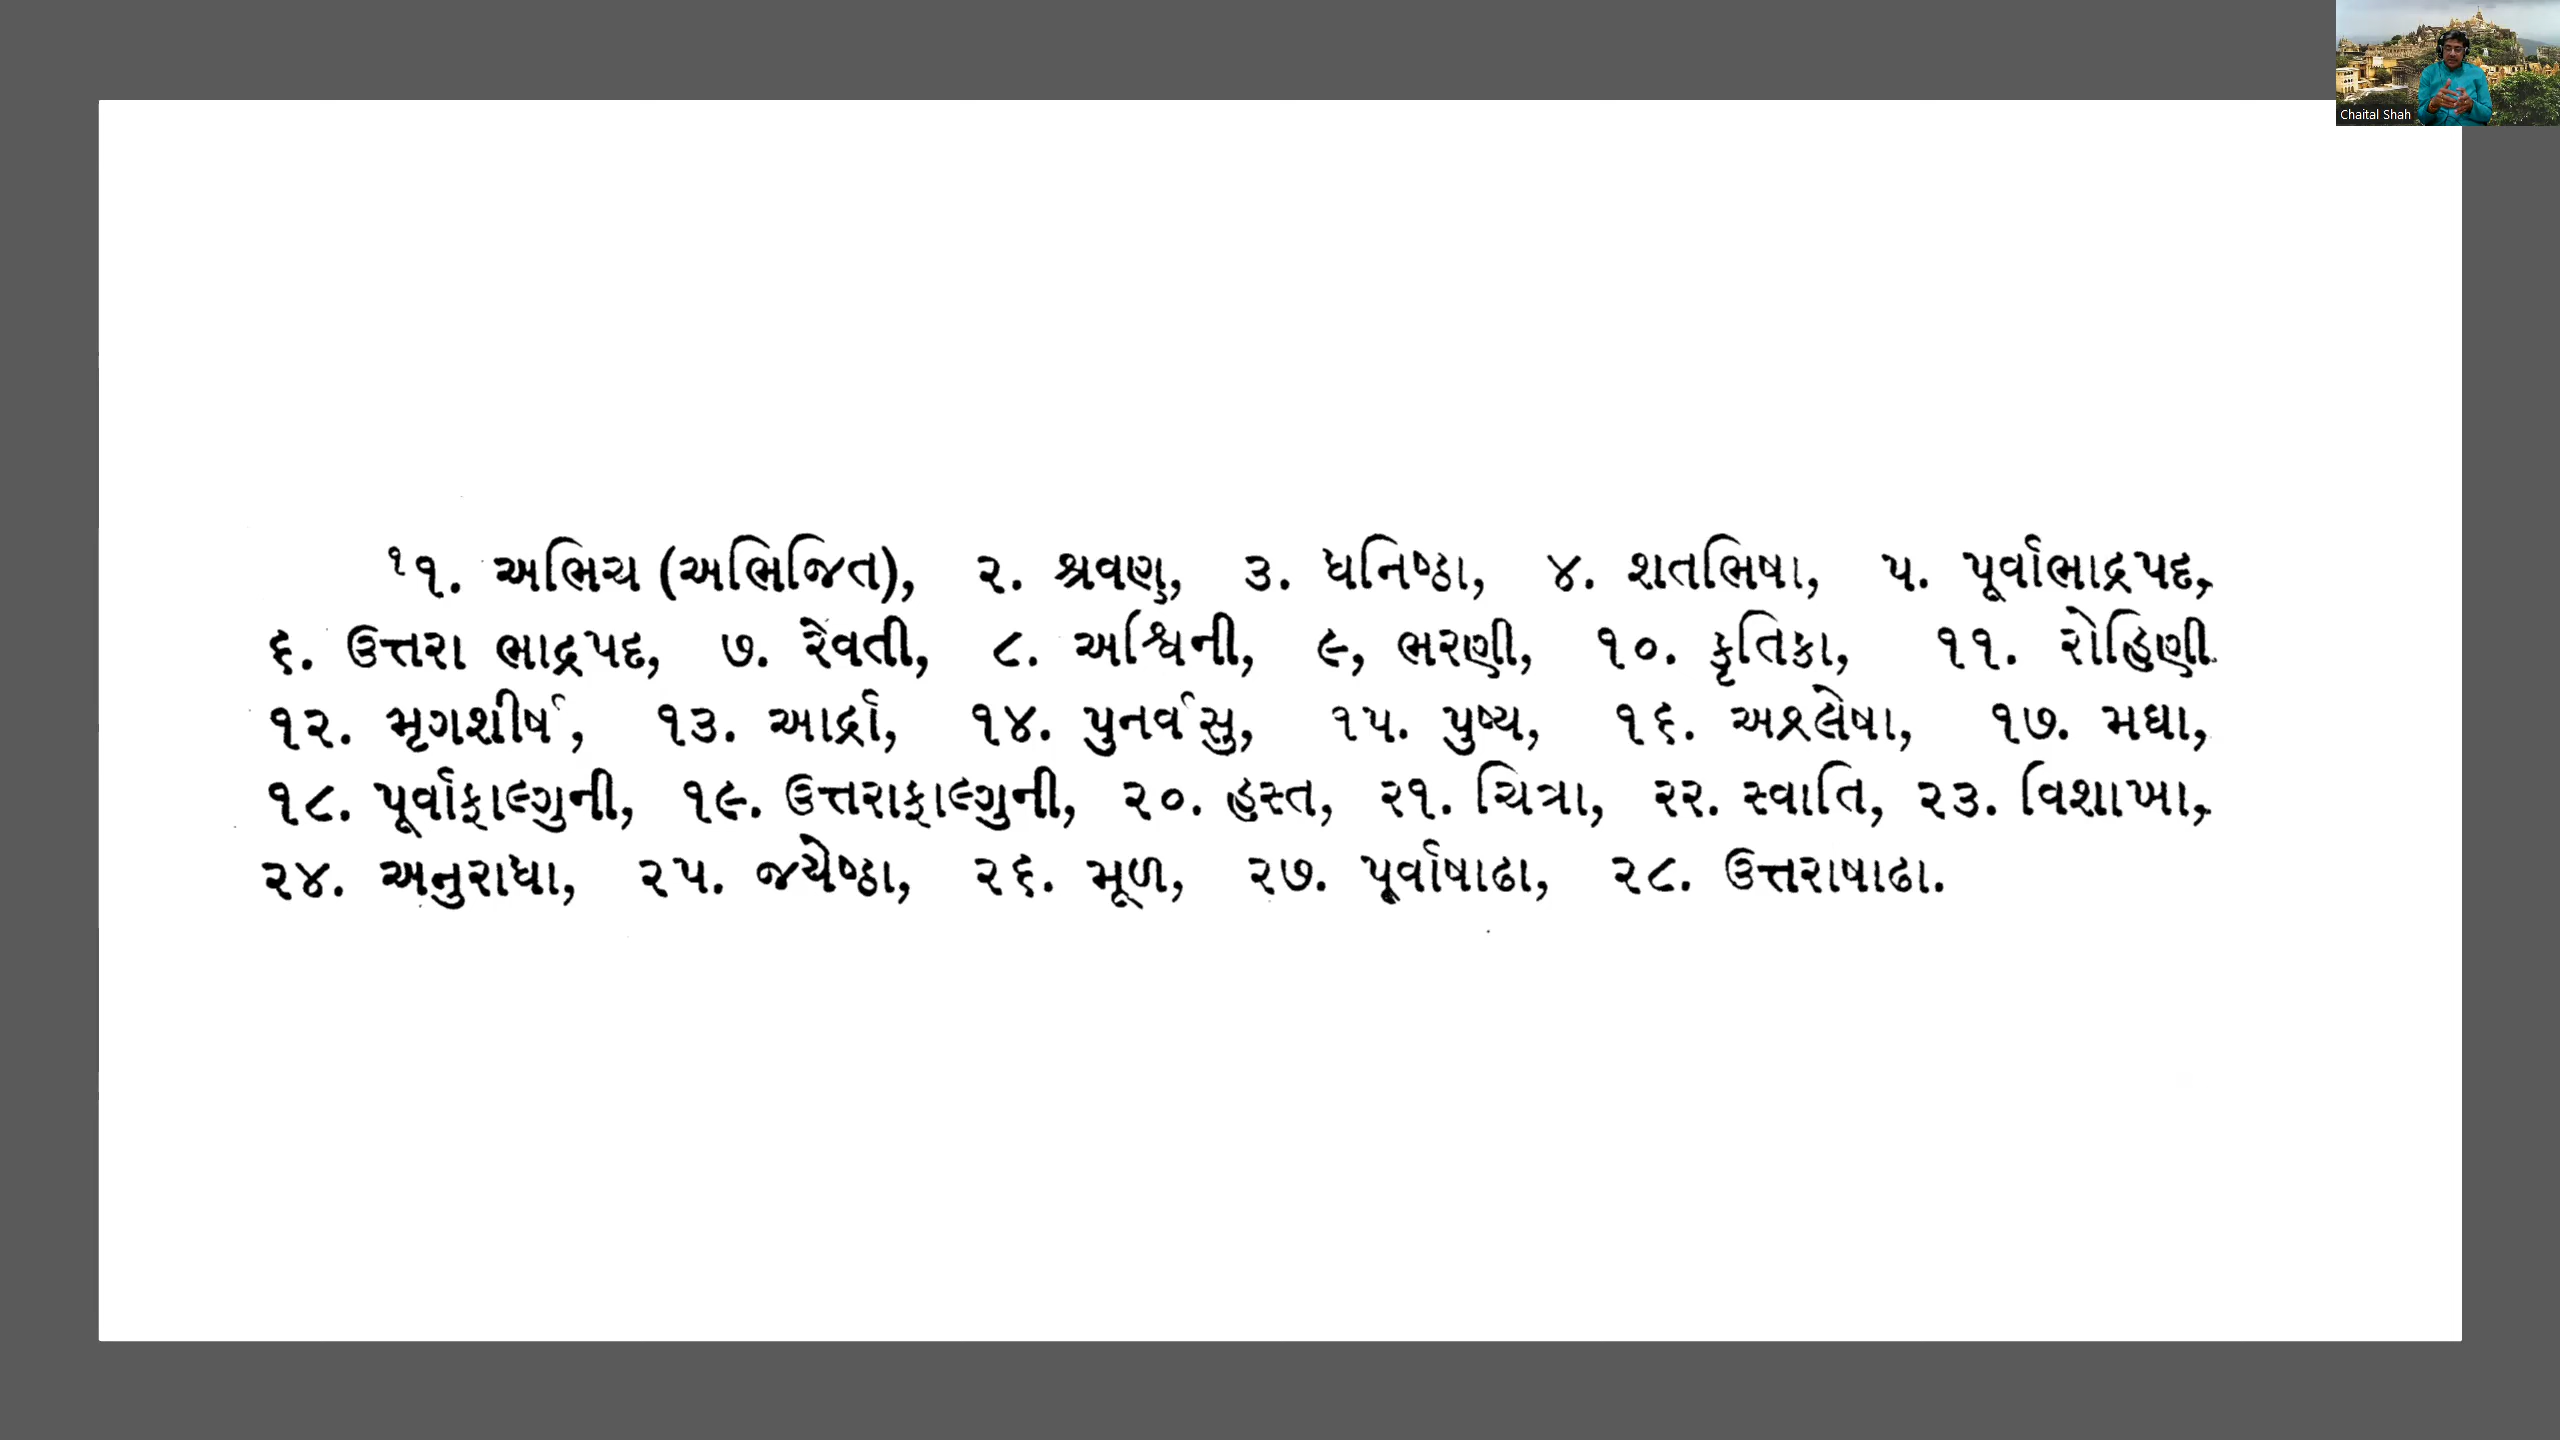 Chaital Shah
૧૧. અભિચ (અભિજિત), ૨. શ્રવણ, ૩. ધનિષ્ઠા, ૪. શતભિષા, ૫. પૂર્વાભાદ્રપદ,
૬. ઉત્તરા ભાદ્રપદ, ૭. રેવતી, ૮. અશ્વિની, ૯, ભરણી, ૧૦. કૃતિકા, ૧૧. રોહિણી
૧૨. મૃગશીર્ષ, ૧૩. આર્દ્રા, ૧૪. પુનર્વસુ, ૧૫. પુષ્ય, ૧૬. અશ્લેષા, ૧૭. મઘા,
૧૮. પૂર્વાફાલ્ગુની, ૧૯. ઉત્તરાફાલ્ગુની, ૨૦. હસ્ત, ૨૧. ચિત્રા, ૨૨. સ્વાતિ, ૨૩. વિશાખા,
૨૪. અનુરાધા, ૨૫. જ્યેષ્ઠા, ૨૬. મૂળ, ૨૭. પૂર્વાષાઢા, ૨૮. ઉત્તરાષાઢા.